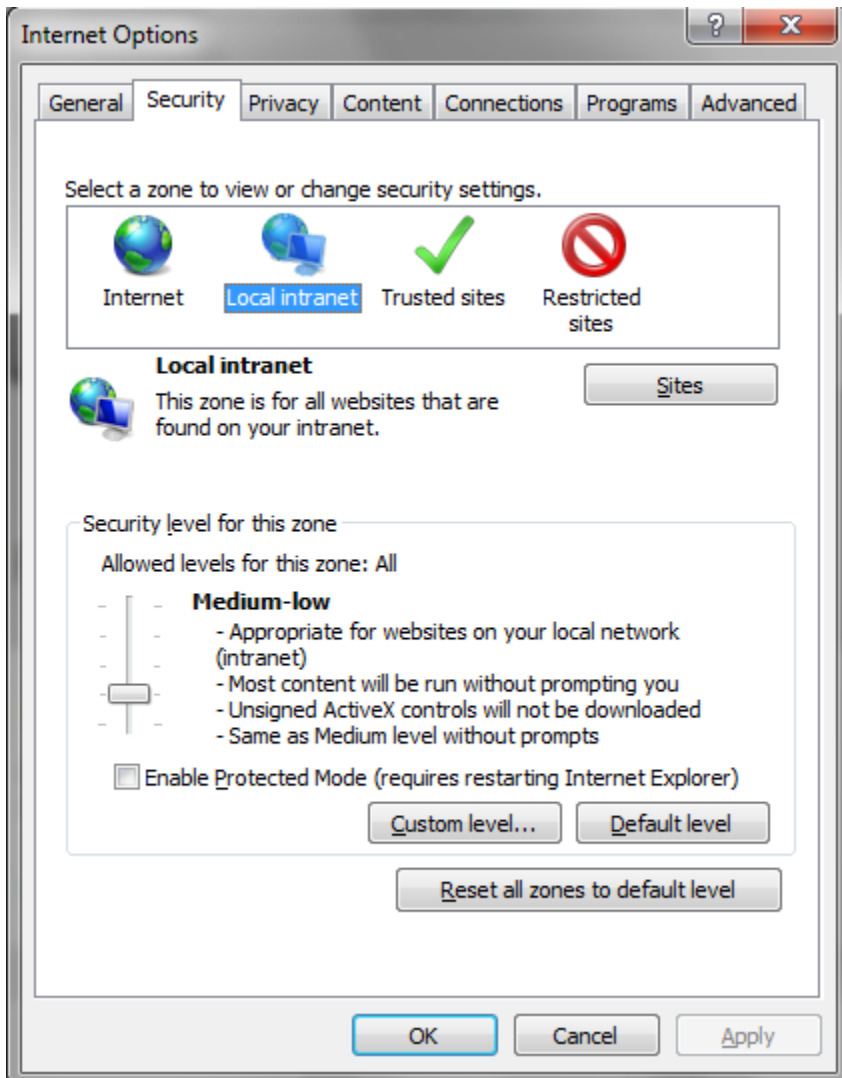 Internet Options
?
General Security Privacy Content Connections Programs Advanced
Select a zone to view or change security settings.
Internet Local intranet Trusted sites Restricted
sites
Local intranet
Sites
This zone is for all websites that are
found on your intranet.
Security level for this zone
Allowed levels for this zone: All
Medium-low
- Appropriate for websites on your local network
(intranet)
- Most content will be run without prompting you
- Unsigned ActiveX controls will not be downloaded
- Same as Medium level without prompts
Enable Protected Mode (requires restarting Internet Explorer)
Custom level... Default level
Reset all zones to default level
OK Cancel Apply